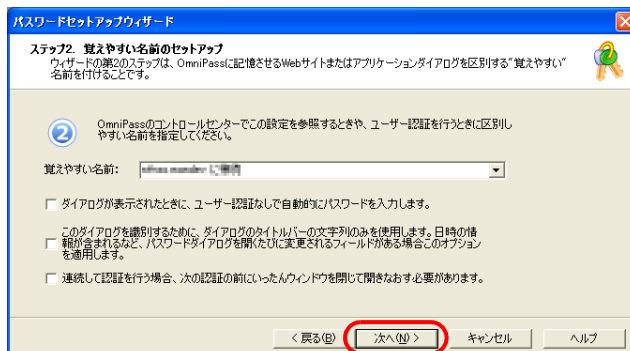 パスワードセットアップウィザード
ステップ2. 覚えやすい名前のセットアップ
ウィザードの第2のステップは、OmniPassに記憶させるWebサイトまたはアプリケーションダイアログを区別する"覚えやすい"
名前を付けることです。
2
OmniPassのコントロールセンターでこの設定を参照するときや、ユーザー認証を行うときに区別し
やすい名前を指定してください。
覚えやすい名前:
に接続
ダイアログが表示されたときに、ユーザー認証なしで自動的にパスワードを入力します。
このダイアログを識別するために、ダイアログのタイトルバーの文字列のみを使用します。日時の情
報が含まれるなど、パスワードダイアログを開くたびに変更されるフィールドがある場合このオプション
を適用します。
連続して認証を行う場合、次の認証の前にいったんウィンドウを閉じて開きなおす必要があります。
< 戻る(B) 次へ(N) > キャンセル ヘルプ